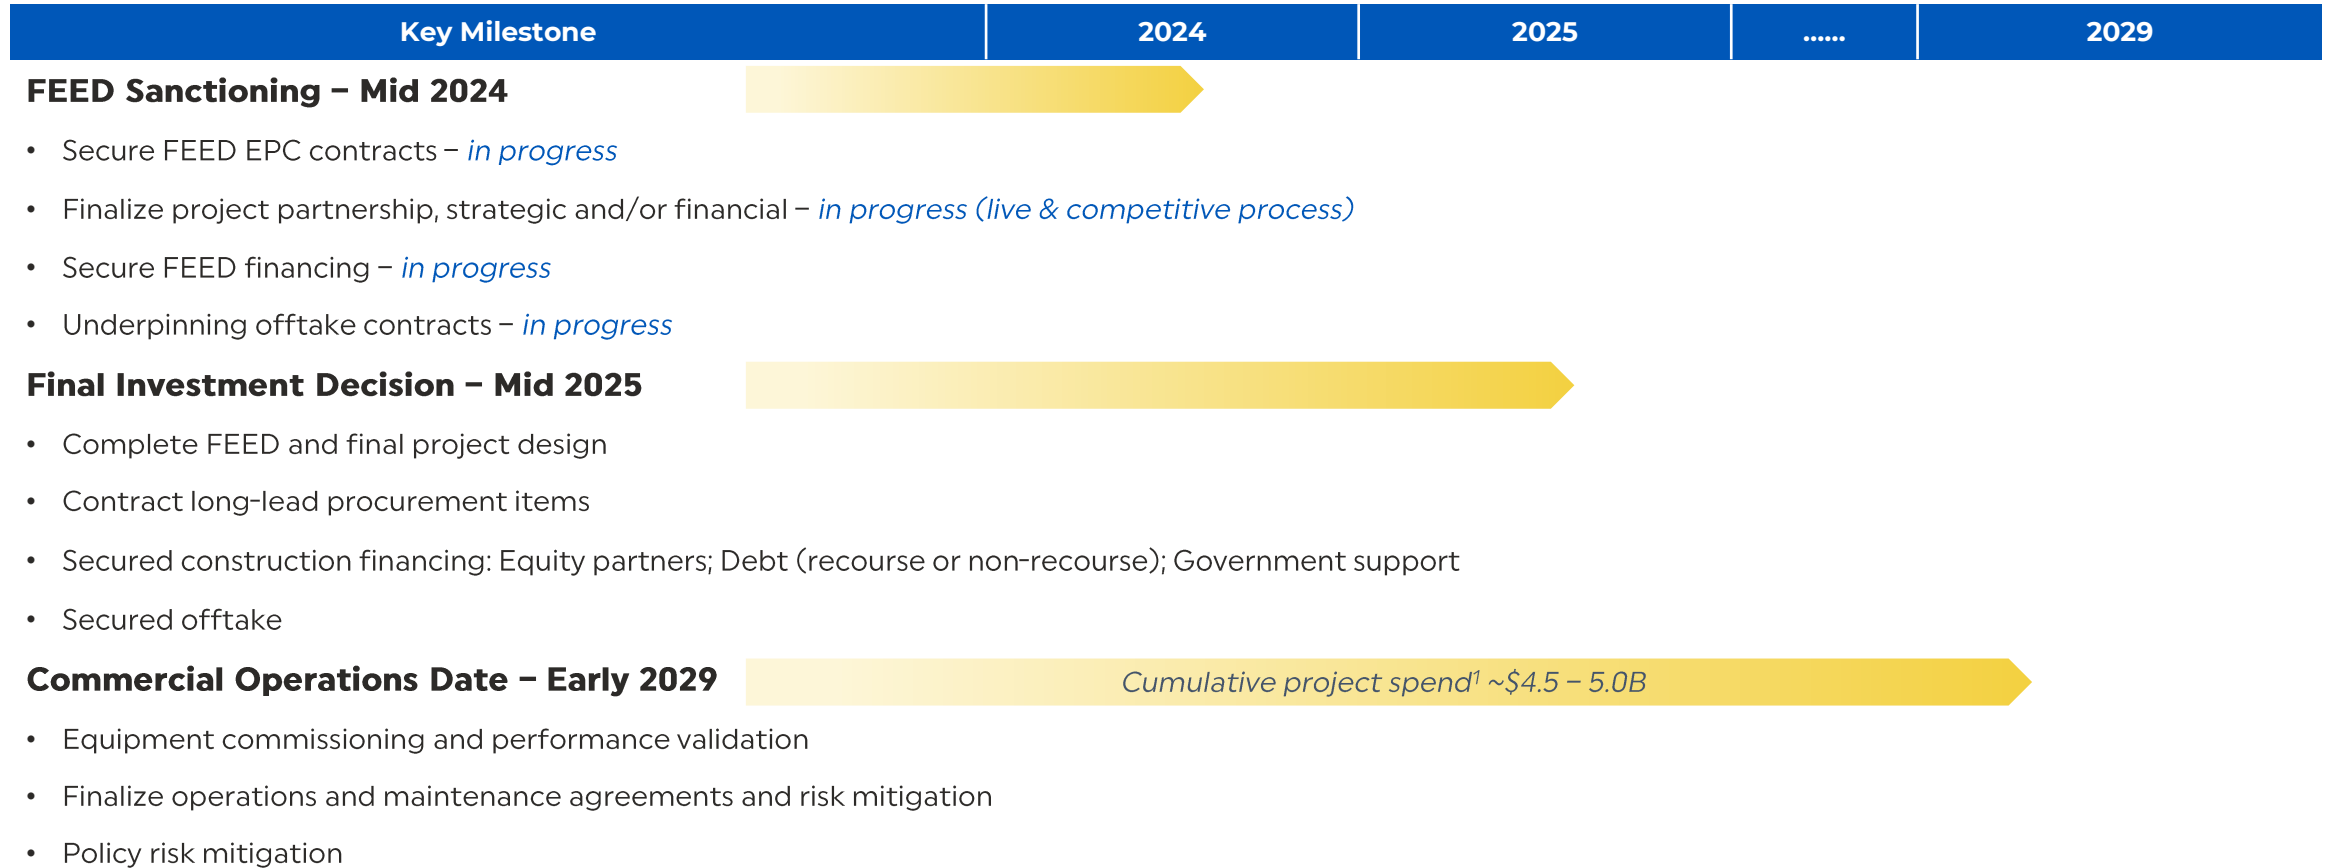 Key Milestone 2024 2025 ...... 2029
FEED Sanctioning – Mid 2024
• Secure FEED EPC contracts – in progress
• Finalize project partnership, strategic and/or financial – in progress (live & competitive process)
• Secure FEED financing – in progress
• Underpinning offtake contracts – in progress
Final Investment Decision – Mid 2025
• Complete FEED and final project design
• Contract long-lead procurement items
• Secured construction financing: Equity partners; Debt (recourse or non-recourse); Government support
• Secured offtake
Commercial Operations Date – Early 2029 Cumulative project spend¹ ~$4.5 – 5.0B
• Equipment commissioning and performance validation
• Finalize operations and maintenance agreements and risk mitigation
• Policy risk mitigation